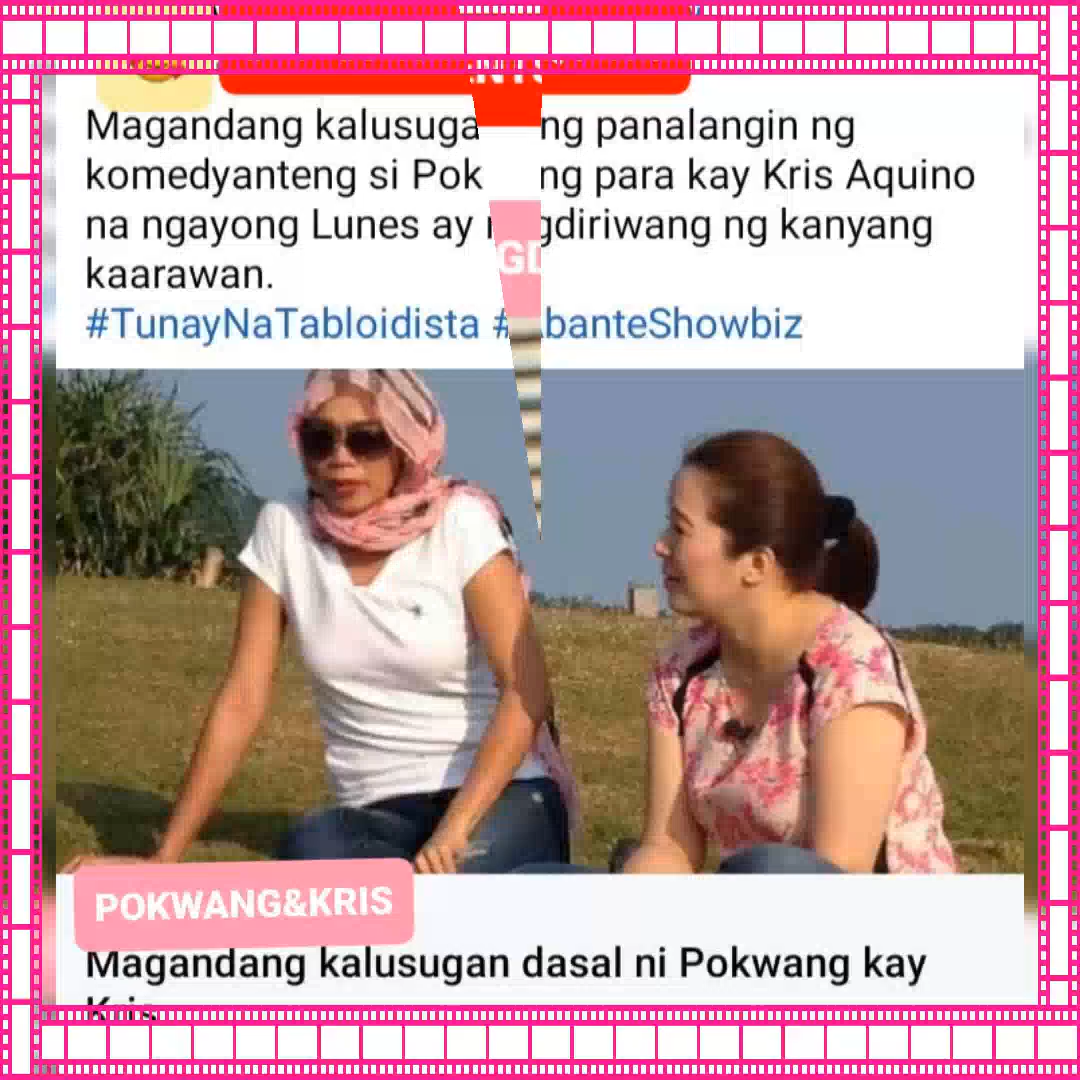 Magandang kalusuga ng panalangin ng
komedyanteng si Pok ng para kay Kris Aquino
na ngayong Lunes ay gdiriwang ng kanyang
kaarawan.
#TunayNaTabloidista # banteShowbiz
POKWANG&KRIS
Magandang kalusugan dasal ni Pokwang kay